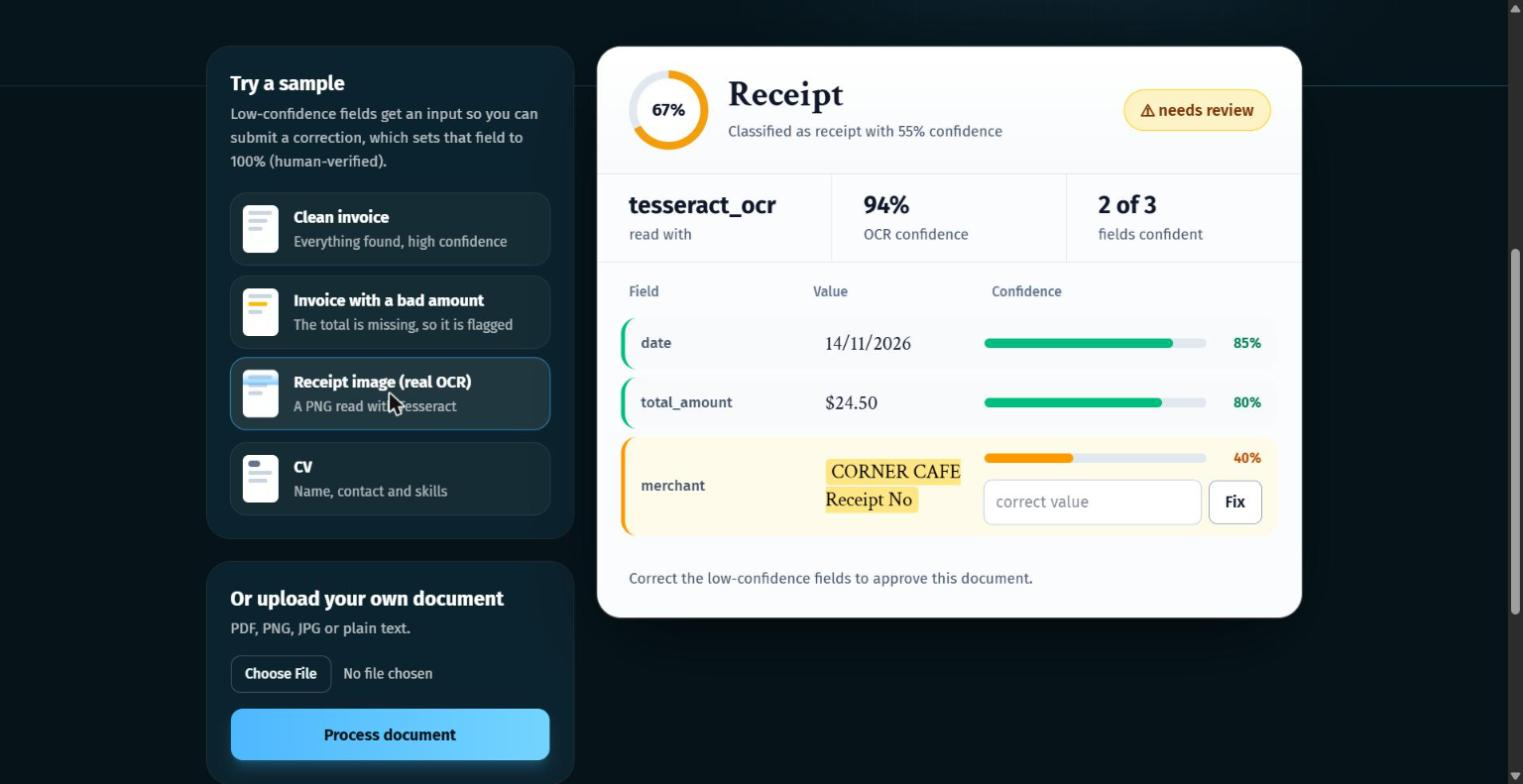 Try a sample
Low-confidence fields get an input so you can
submit a correction, which sets that field to
100% (human-verified).
Clean invoice
Everything found, high confidence
Invoice with a bad amount
The total is missing, so it is flagged
Receipt image (real OCR)
A PNG read with Tesseract
CV
Name, contact and skills
Or upload your own document
PDF, PNG, JPG or plain text.
Choose File No file chosen
Process document
67%
Receipt
Classified as receipt with 55% confidence
⚠ needs review
tesseract_ocr
read with
94%
OCR confidence
2 of 3
fields confident
Field Value Confidence
date 14/11/2026 85%
total_amount $24.50 80%
merchant CORNER CAFE 40%
Receipt No correct value Fix
Correct the low-confidence fields to approve this document.